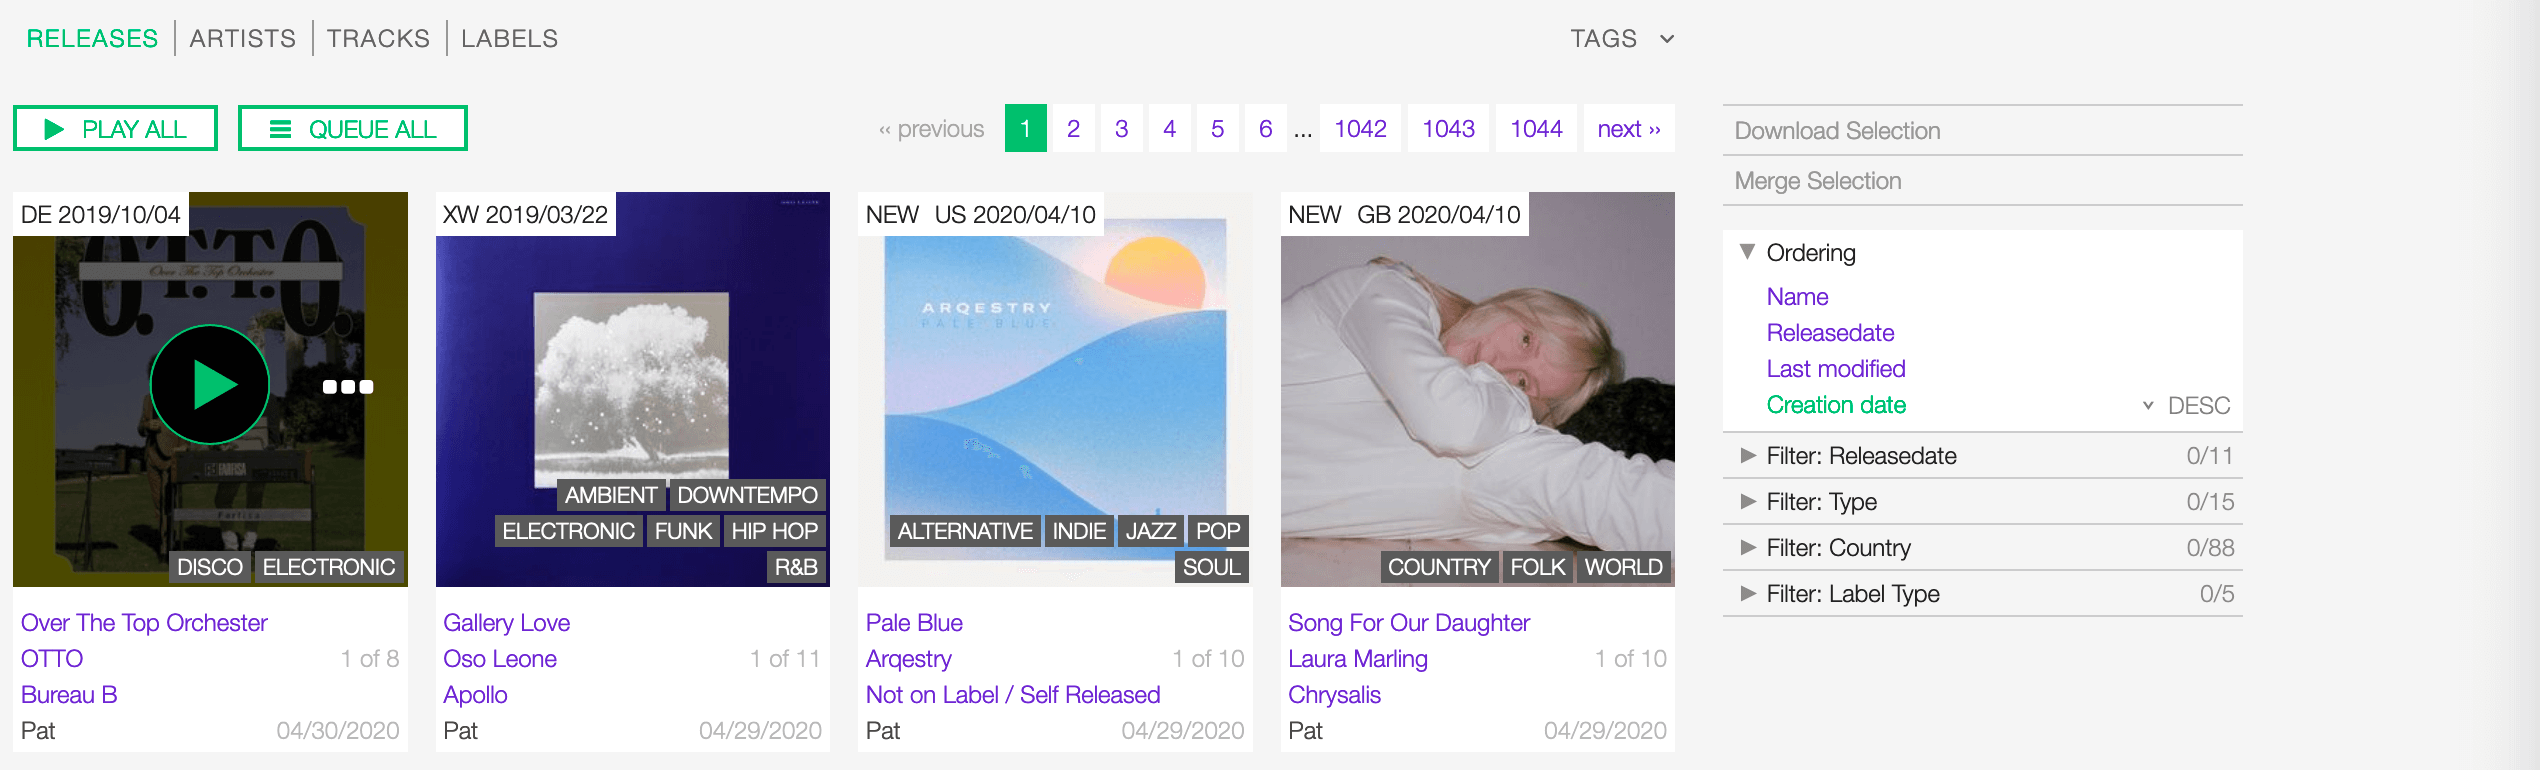 RELEASES ARTISTS TRACKS LABELS
TAGS
PLAY ALL QUEUE ALL
‹‹ previous 1 2 3 4 5 6 ... 1042 1043 1044 next ››
Download Selection
Merge Selection
Ordering
Name
Releasedate
Last modified
Creation date DESC
Filter: Releasedate 0/11
Filter: Type 0/15
Filter: Country 0/88
Filter: Label Type 0/5
DE 2019/10/04
O.T.T.O.
Over The Top Orchester
FARFISA
Farfisa
DISCO ELECTRONIC
Over The Top Orchester
OTTO 1 of 8
Bureau B
Pat 04/30/2020
XW 2019/03/22
AMBIENT DOWNTEMPO
ELECTRONIC FUNK HIP HOP
R&B
Gallery Love
Oso Leone 1 of 11
Apollo
Pat 04/29/2020
NEW US 2020/04/10
ARQESTRY
PALE BLUE
ALTERNATIVE INDIE JAZZ POP
SOUL
Pale Blue
Arqestry 1 of 10
Not on Label / Self Released
Pat 04/29/2020
NEW GB 2020/04/10
COUNTRY FOLK WORLD
Song For Our Daughter
Laura Marling 1 of 10
Chrysalis
Pat 04/29/2020